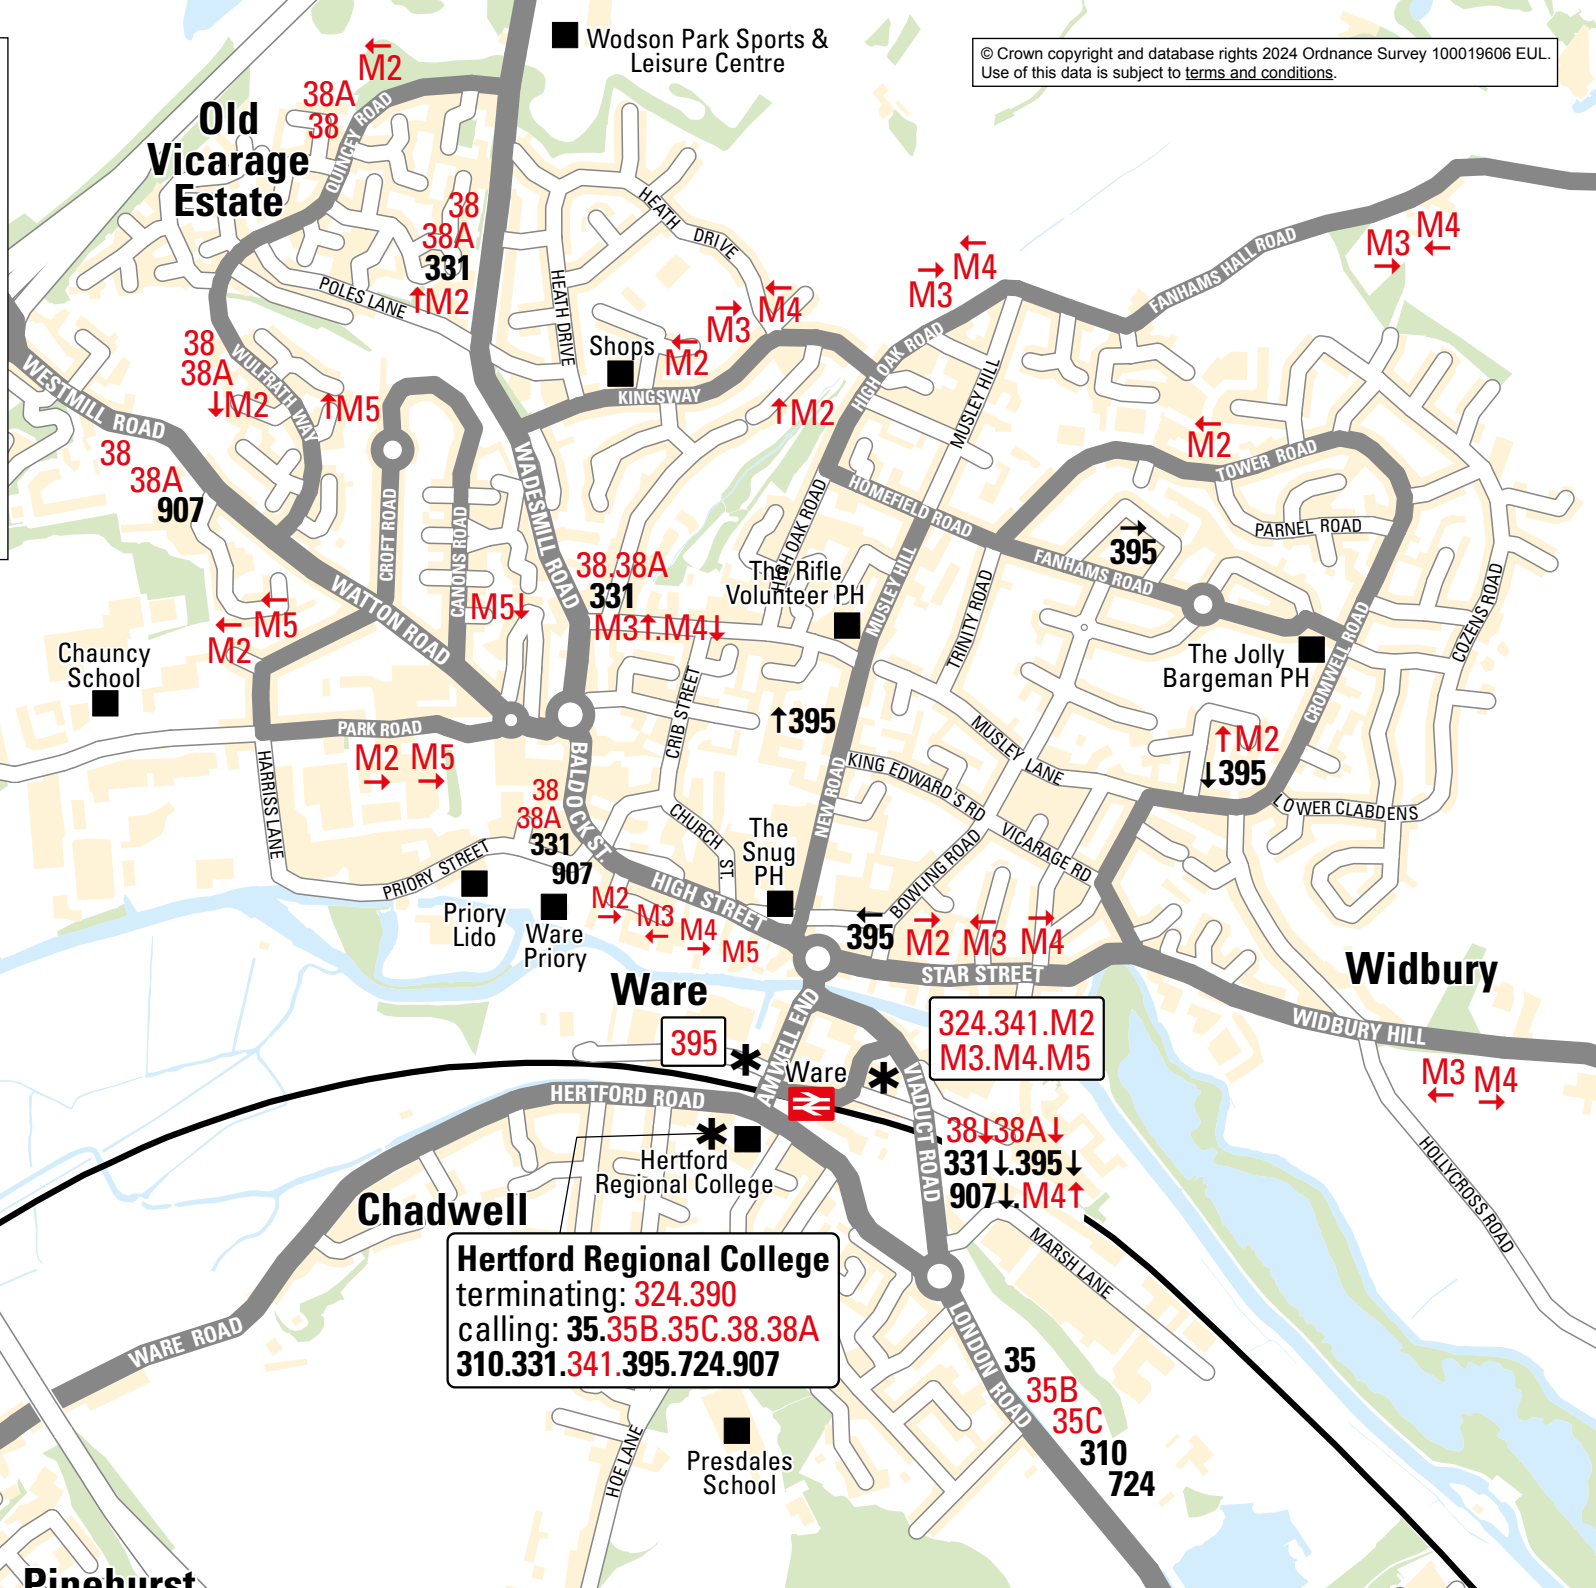 Wodson Park Sports &
Leisure Centre
© Crown copyright and database rights 2024 Ordnance Survey 100019606 EUL.
Use of this data is subject to terms and conditions.
←
M2
38A
38
QUINCEY ROAD
Old
Vicarage
Estate
38
38A
331
↑M2
POLES LANE
HEATH DRIVE
HEATH DRIVE
←
M4
→
M3
←
M2
Shops
KINGSWAY
←
M4
→
M3
M4
←
M3
→
FANHAMS HALL ROAD
HIGH OAK ROAD
MUSLEY HILL
↑M2
38
38A
↓M2
WULFRATH WAY
↑M5
WESTMILL ROAD
38
38A
907
CROFT ROAD
CANONS ROAD
WADESMILL ROAD
HIGH OAK ROAD
HOMEFIELD ROAD
←
M2
TOWER ROAD
PARNEL ROAD
→
395
FANHAMS ROAD
COZENS ROAD
WATTON ROAD
M5↓
38.38A
331
M3↑.M4↓
The Rifle
Volunteer PH
MUSLEY HILL
TRINITY ROAD
The Jolly
Bargeman PH
CROMWELL ROAD
←
M5
←
M2
Chauncy
School
PARK ROAD
M2
→
M5
→
HARRISS LANE
CRIB STREET
↑395
MUSLEY LANE
↑M2
↓395
LOWER CLABDENS
KING EDWARD'S RD
NEW ROAD
BALDOCK ST.
38
38A
331
907
CHURCH ST.
The
Snug
PH
VICARAGE RD
BOWLING ROAD
PRIORY STREET
Priory
Lido
Ware
Priory
HIGH STREET
M2
→
M3
←
M4
→
M5
←
395
→
M2
←
M3
→
M4
STAR STREET
Widbury
WIDBURY HILL
Ware
395
*
AMWELL END
Ware
*
324.341.M2
M3.M4.M5
M3
←
M4
→
HERTFORD ROAD
VIADUCT ROAD
38↓38A↓
331↓.395↓
907↓.M4↑
*
Hertford
Regional College
HOLLYCROSS ROAD
Chadwell
MARSH LANE
Hertford Regional College
terminating: 324.390
calling: 35.35B.35C.38.38A
310.331.341.395.724.907
WARE ROAD
LONDON ROAD
35
35B
35C
310
724
HOE LANE
Presdales
School
Pinehurst